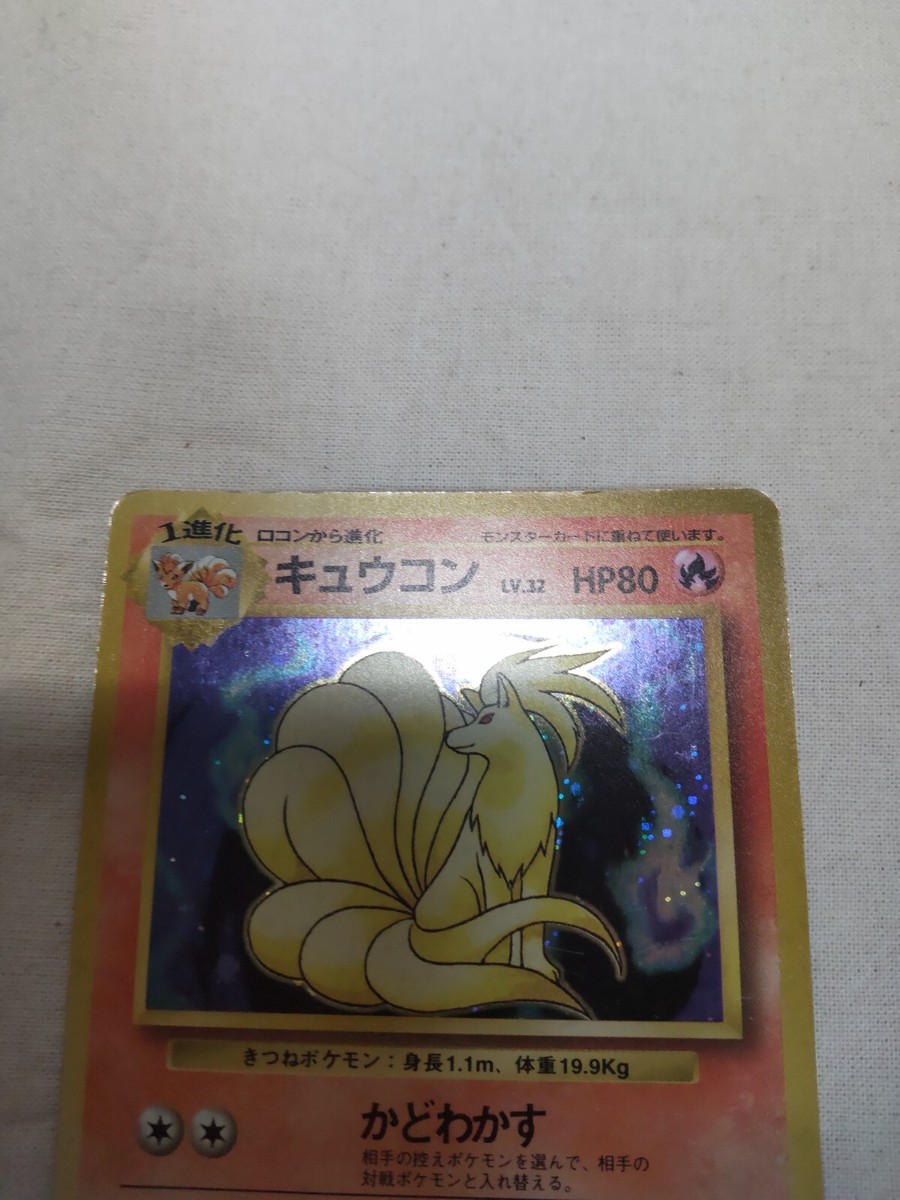 1進化 ロコンから進化 モンスターカードに重ねて使います。
キュウコン LV.32 HP80
きつねポケモン：身長1.1m、体重19.9Kg
かどわかす
相手の控えポケモンを選んで、相手の
対戦ポケモンと入れ替える。